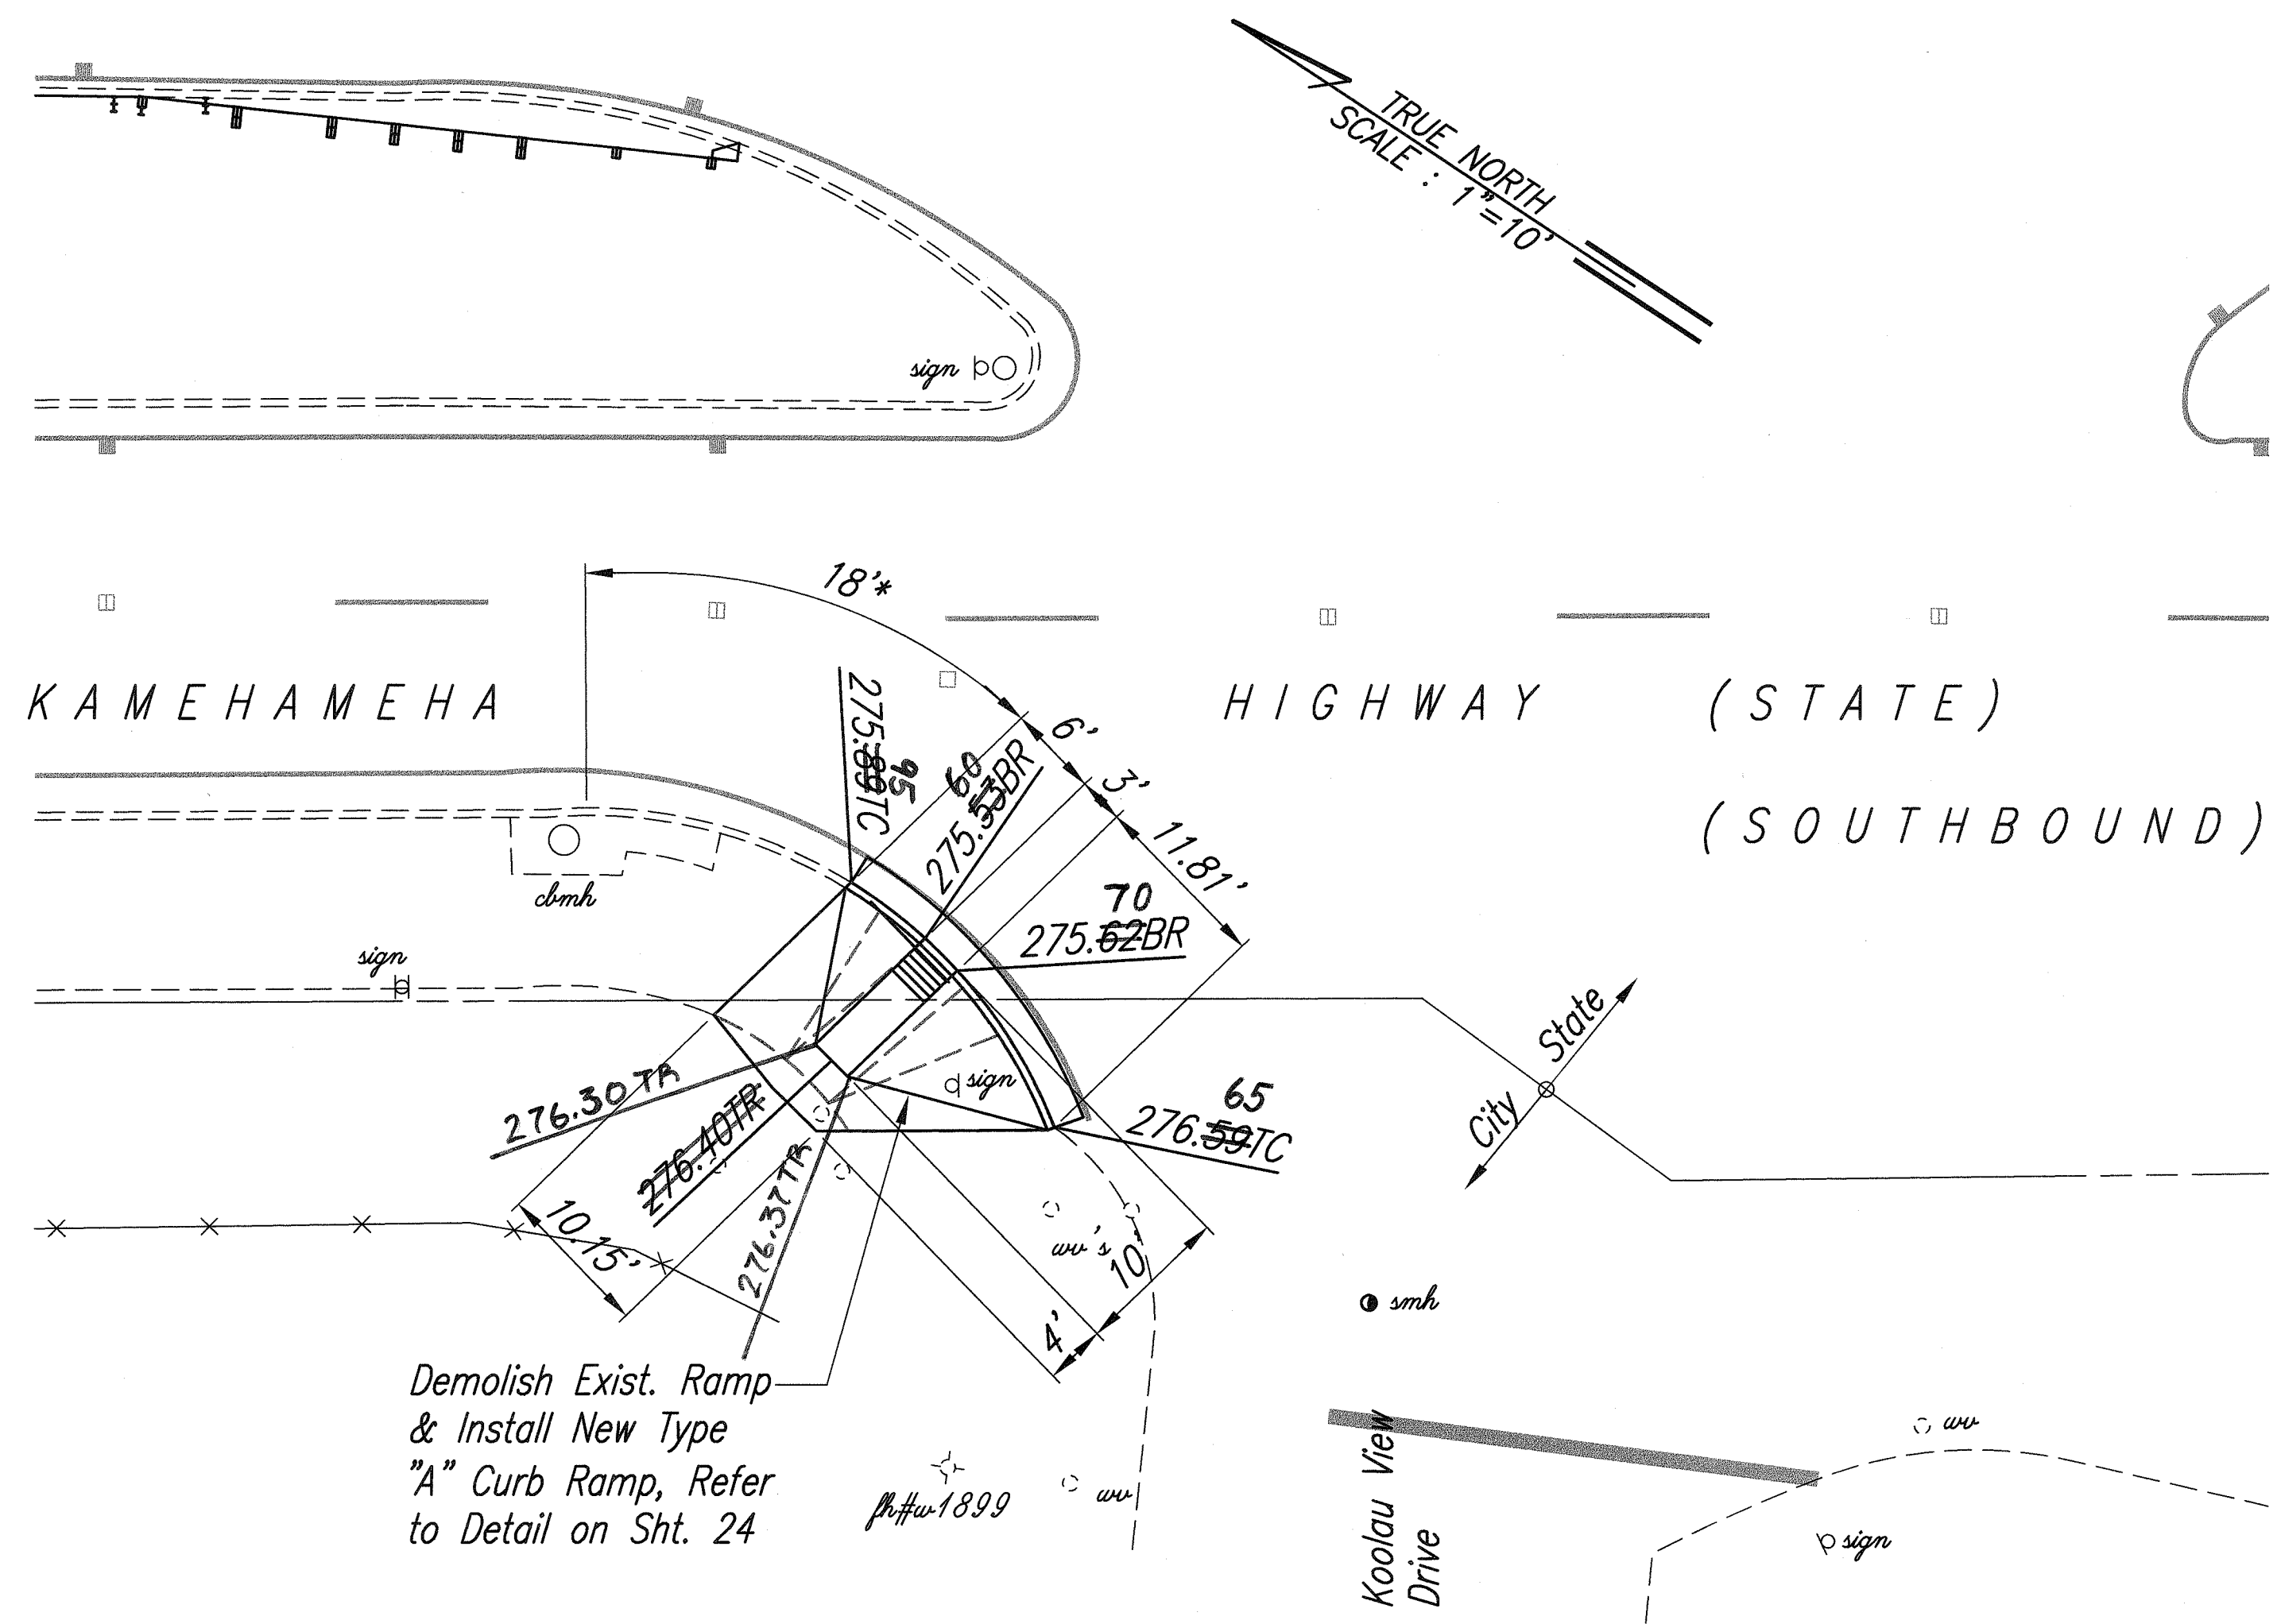 TRUE NORTH
SCALE : 1"=10'
sign
18'*
KAMEHAMEHA HIGHWAY (STATE)
(SOUTHBOUND)
6'
3'
11.81'
95
275.89TC
60
275.53BR
70
275.62BR
cbmh
sign
State
City
sign
65
276.59TC
276.30 TR
276.40TR
276.37TR
10.15'
wv's
10'
4'
smh
Demolish Exist. Ramp
& Install New Type
"A" Curb Ramp, Refer
to Detail on Sht. 24
fh#w1899
wv
Koolau View
Drive
wv
sign